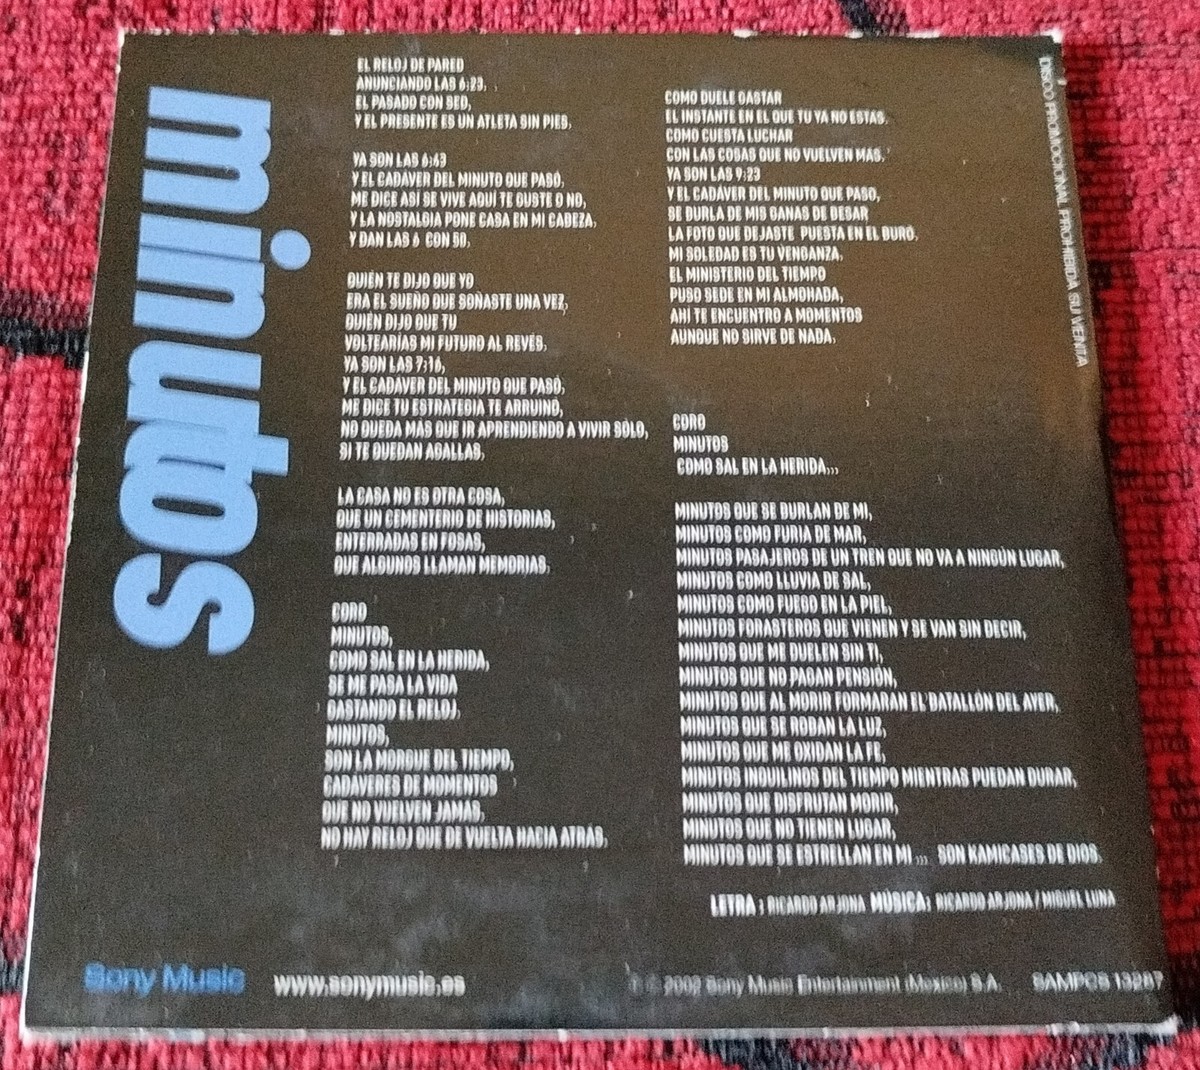 minutos
EL RELOJ DE PARED
ANUNCIANDO LAS 6:23,
EL PASADO CON SED,
Y EL PRESENTE ES UN ATLETA SIN PIES.
YA SON LAS 6:43
Y EL CADÁVER DEL MINUTO QUE PASÓ,
ME DICE ASÍ SE VIVE AQUÍ TE GUSTE O NO,
Y LA NOSTALGIA PONE CASA EN MI CABEZA.
Y DAN LAS 6 CON 50.
QUIÉN TE DIJO QUE YO
ERA EL SUEÑO QUE SOÑASTE UNA VEZ,
QUIÉN DIJO QUE TU
VOLTEARÍAS MI FUTURO AL REVÉS.
YA SON LAS 7:16,
Y EL CADÁVER DEL MINUTO QUE PASÓ,
ME DICE TU ESTRATEGIA TE ARRUINÓ,
NO QUEDA MÁS QUE IR APRENDIENDO A VIVIR SÓLO,
SI TE QUEDAN AGALLAS.
LA CASA NO ES OTRA COSA,
QUE UN CEMENTERIO DE HISTORIAS,
ENTERRADAS EN FOSAS,
QUE ALGUNOS LLAMAN MEMORIAS.
CORO
MINUTOS,
COMO SAL EN LA HERIDA,
SE ME PASA LA VIDA
GASTANDO EL RELOJ.
MINUTOS,
SON LA MORGUE DEL TIEMPO,
CADÁVERES DE MOMENTOS
QUE NO VUELVEN JAMÁS,
NO HAY RELOJ QUE DE VUELTA HACIA ATRÁS.
COMO DUELE GASTAR
EL INSTANTE EN EL QUE TU YA NO ESTAS.
COMO CUESTA LUCHAR
CON LAS COSAS QUE NO VUELVEN MAS.
YA SON LAS 9:23
Y EL CADÁVER DEL MINUTO QUE PASO,
SE BURLA DE MIS GANAS DE BESAR
LA FOTO QUE DEJASTE PUESTA EN EL BURÓ.
MI SOLEDAD ES TU VENGANZA.
EL MINISTERIO DEL TIEMPO
PUSO SEDE EN MI ALMOHADA,
AHÍ TE ENCUENTRO A MOMENTOS
AUNQUE NO SIRVE DE NADA.
CORO
MINUTOS
COMO SAL EN LA HERIDA...
MINUTOS QUE SE BURLAN DE MI,
MINUTOS COMO FURIA DE MAR,
MINUTOS PASAJEROS DE UN TREN QUE NO VA A NINGÚN LUGAR,
MINUTOS COMO LLUVIA DE SAL,
MINUTOS COMO FUEGO EN LA PIEL,
MINUTOS FORASTEROS QUE VIENEN Y SE VAN SIN DECIR,
MINUTOS QUE ME DUELEN SIN TI,
MINUTOS QUE NO PAGAN PENSIÓN,
MINUTOS QUE AL MORIR FORMARAN EL BATALLÓN DEL AYER,
MINUTOS QUE SE ROBAN LA LUZ,
MINUTOS QUE ME OXIDAN LA FE,
MINUTOS INQUILINOS DEL TIEMPO MIENTRAS PUEDAN DURAR,
MINUTOS QUE DISFRUTAN MORIR,
MINUTOS QUE NO TIENEN LUGAR,
MINUTOS QUE SE ESTRELLAN EN MI ... SON KAMICASES DE DIOS.
LETRA : RICARDO ARJONA MÚSICA: RICARDO ARJONA / MIGUEL LUNA
DISCO PROMOCIONAL PROHIBIDA SU VENTA
Sony Music www.sonymusic.es ℗ © 2002 Sony Music Entertainment (Mexico) S.A. SAMPCS 13287